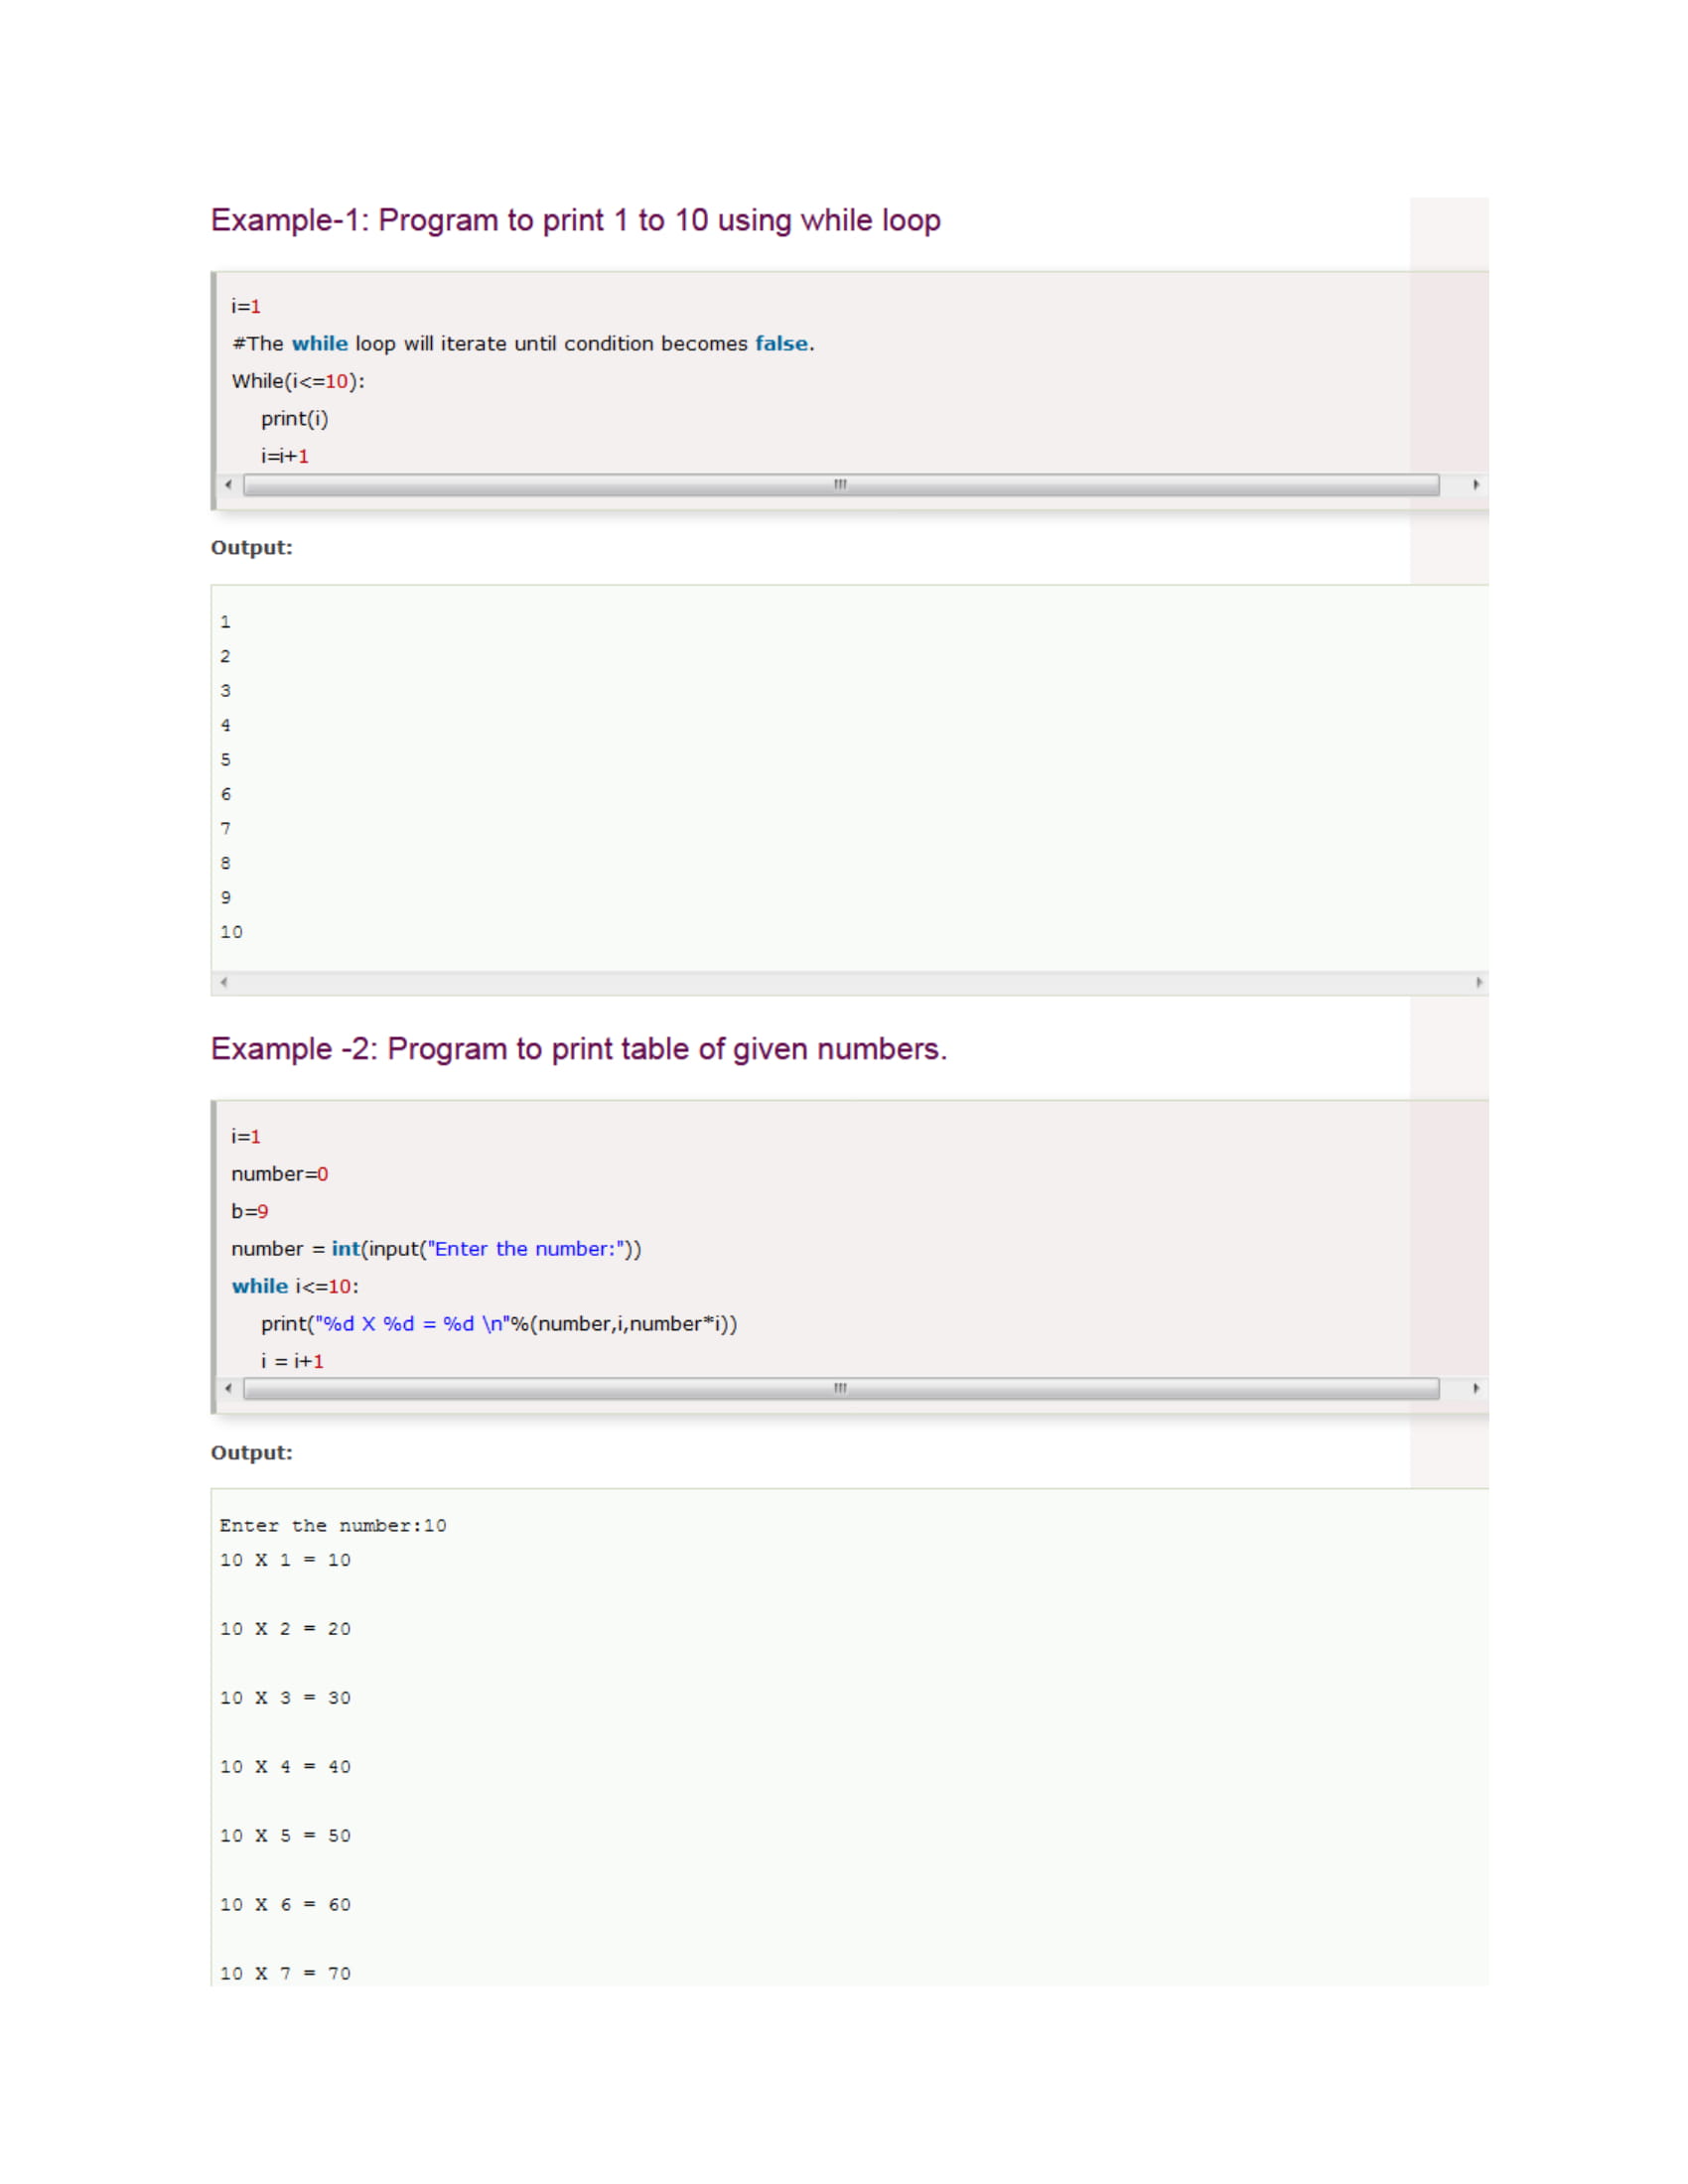 Example-1: Program to print 1 to 10 using while loop
i=1
#The while loop will iterate until condition becomes false.
While(i<=10):
    print(i)
    i=i+1
Output:
1
2
3
4
5
6
7
8
9
10
Example -2: Program to print table of given numbers.
i=1
number=0
b=9
number = int(input("Enter the number:"))
while i<=10:
    print("%d X %d = %d \n"%(number,i,number*i))
    i = i+1
Output:
Enter the number:10
10 X 1 = 10
10 X 2 = 20
10 X 3 = 30
10 X 4 = 40
10 X 5 = 50
10 X 6 = 60
10 X 7 = 70